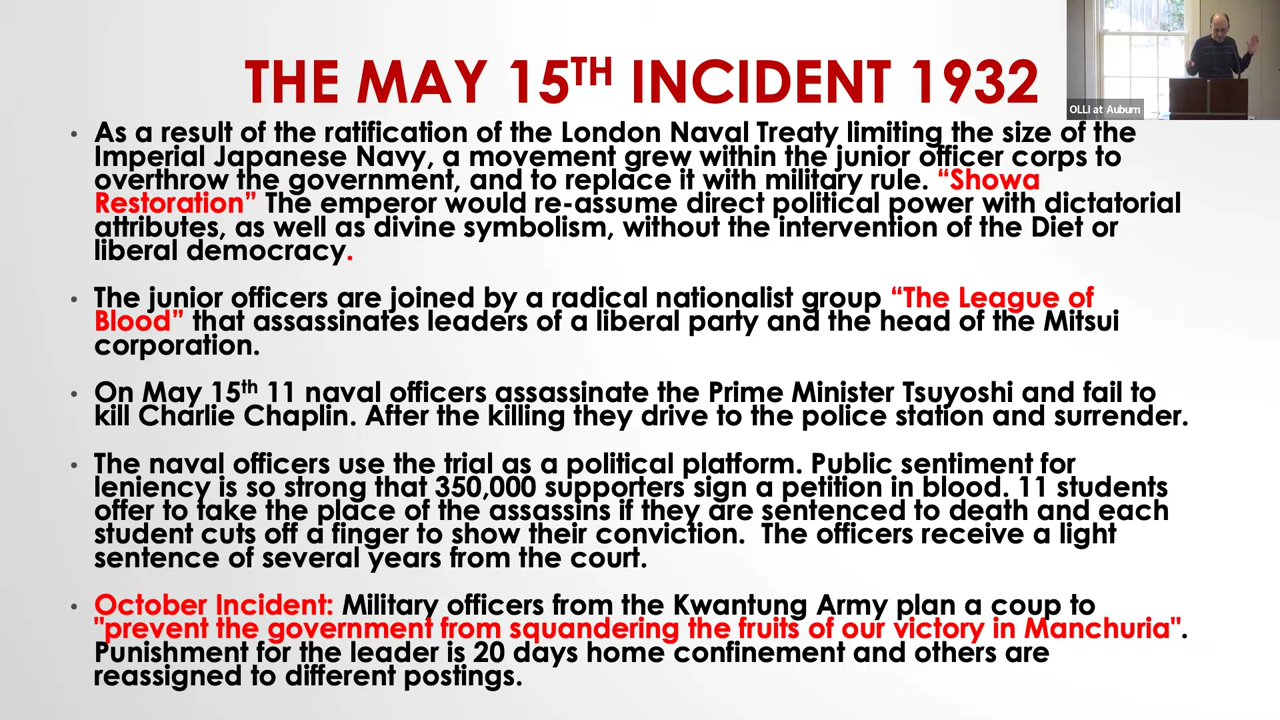 THE MAY 15TH INCIDENT 1932
OLLI at Auburn
• As a result of the ratification of the London Naval Treaty limiting the size of the
Imperial Japanese Navy, a movement grew within the junior officer corps to
overthrow the government, and to replace it with military rule. “Showa
Restoration” The emperor would re-assume direct political power with dictatorial
attributes, as well as divine symbolism, without the intervention of the Diet or
liberal democracy.
• The junior officers are joined by a radical nationalist group “The League of
Blood” that assassinates leaders of a liberal party and the head of the Mitsui
corporation.
• On May 15th 11 naval officers assassinate the Prime Minister Tsuyoshi and fail to
kill Charlie Chaplin. After the killing they drive to the police station and surrender.
• The naval officers use the trial as a political platform. Public sentiment for
leniency is so strong that 350,000 supporters sign a petition in blood. 11 students
offer to take the place of the assassins if they are sentenced to death and each
student cuts off a finger to show their conviction.  The officers receive a light
sentence of several years from the court.
• October Incident: Military officers from the Kwantung Army plan a coup to
"prevent the government from squandering the fruits of our victory in Manchuria".
Punishment for the leader is 20 days home confinement and others are
reassigned to different postings.